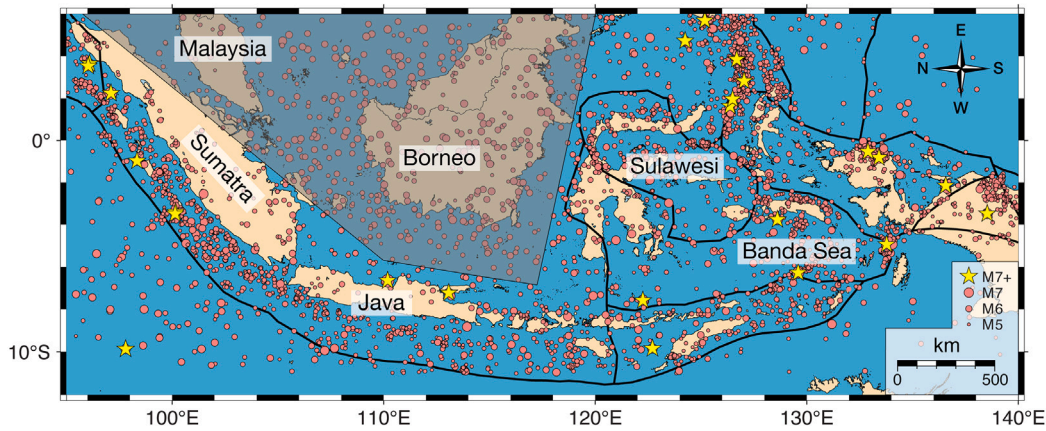 Malaysia
E
N
S
W
0°
Borneo
Sulawesi
Sumatra
Banda Sea
Java
M7+
M7
M6
M5
10°S
km
0
500
100°E
110°E
120°E
130°E
140°E